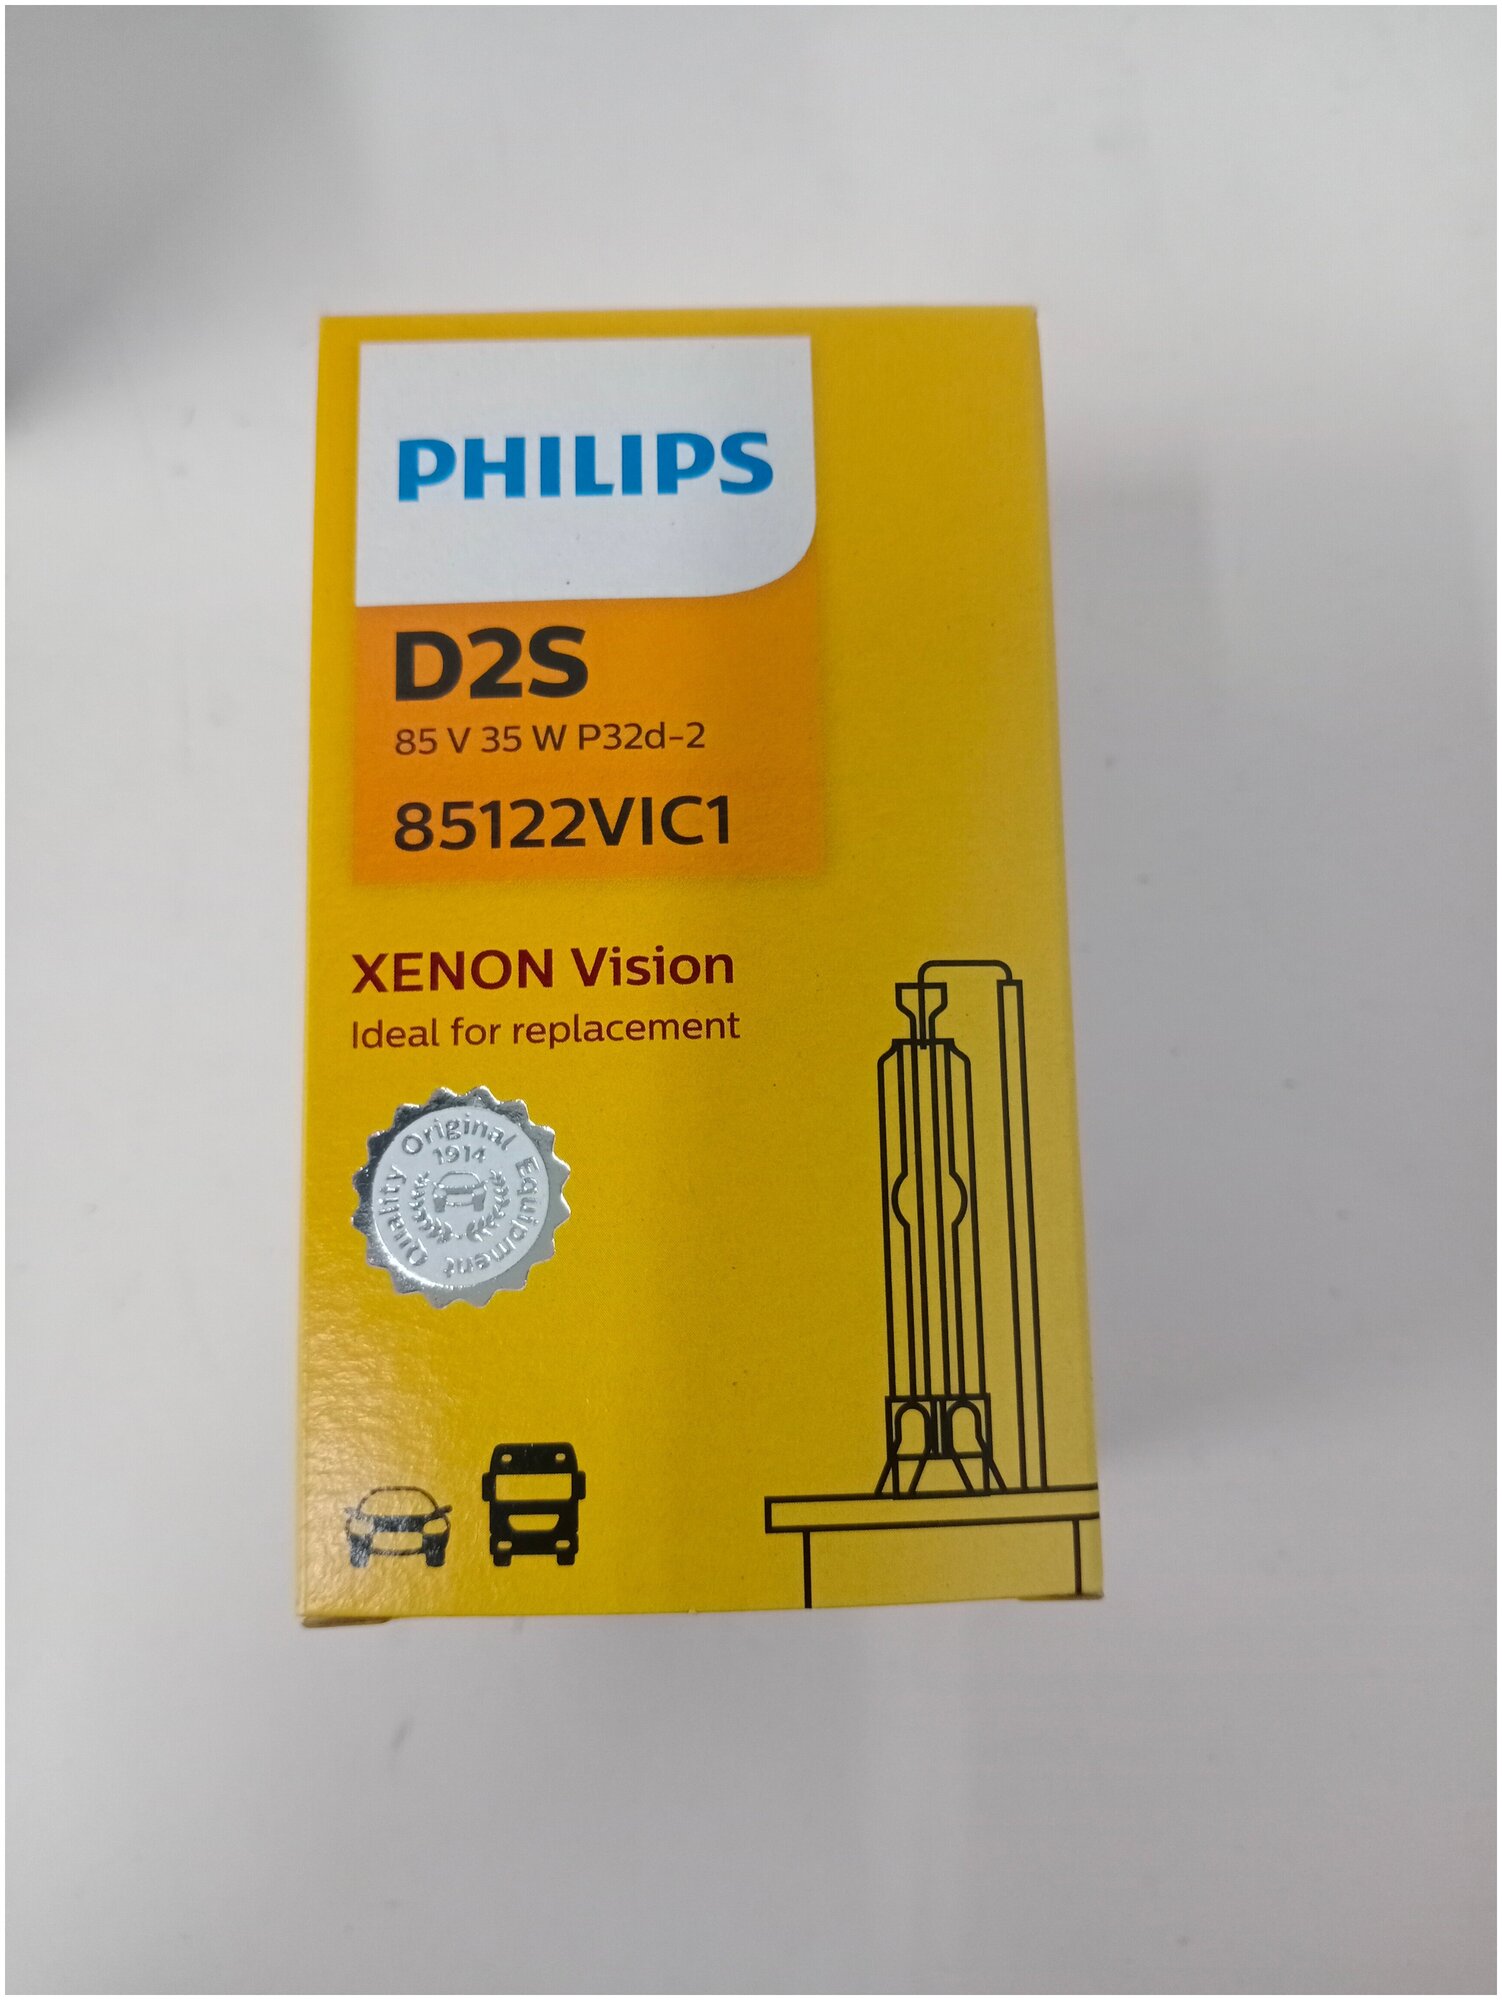 PHILIPS
D2S
85 V 35 W P32d-2
85122VIC1
XENON Vision
Ideal for replacement
Quality Original Equipment
1914